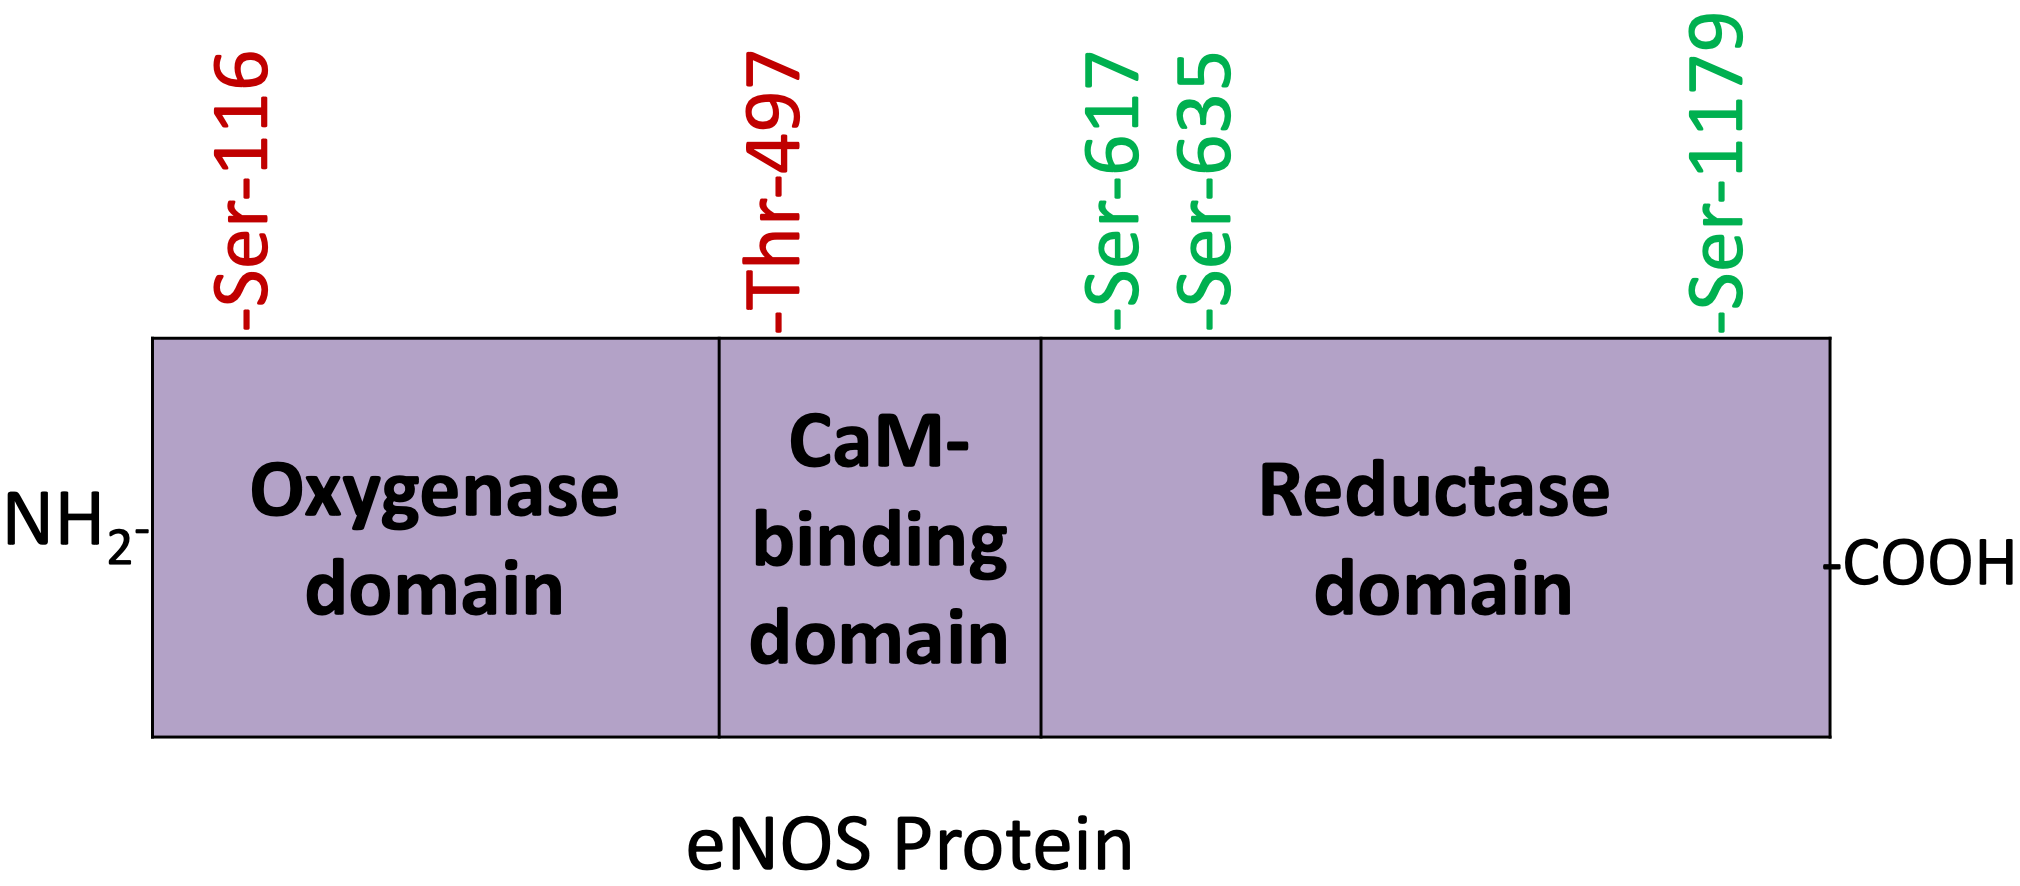 -Ser-116
-Thr-497
-Ser-617
-Ser-635
-Ser-1179
NH2-
Oxygenase
domain
CaM-
binding
domain
Reductase
domain
-COOH
eNOS Protein